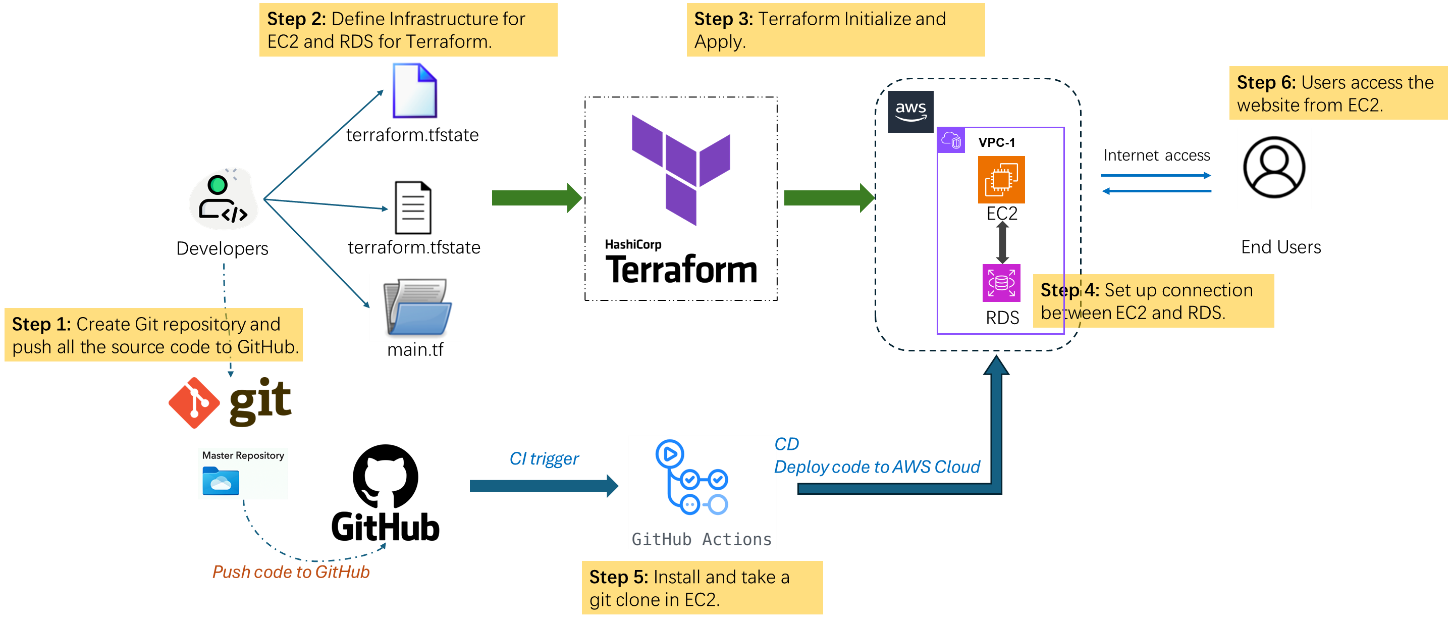 Step 2: Define Infrastructure for
EC2 and RDS for Terraform.
Step 3: Terraform Initialize and
Apply.
Step 6: Users access the
website from EC2.
terraform.tfstate
aws
VPC-1
EC2
Internet access
Developers
terraform.tfstate
HashiCorp
Terraform
End Users
Step 4: Set up connection
between EC2 and RDS.
RDS
Step 1: Create Git repository and
push all the source code to GitHub.
main.tf
git
Master Repository
GitHub
CI trigger
CD
Deploy code to AWS Cloud
GitHub Actions
Push code to GitHub
Step 5: Install and take a
git clone in EC2.